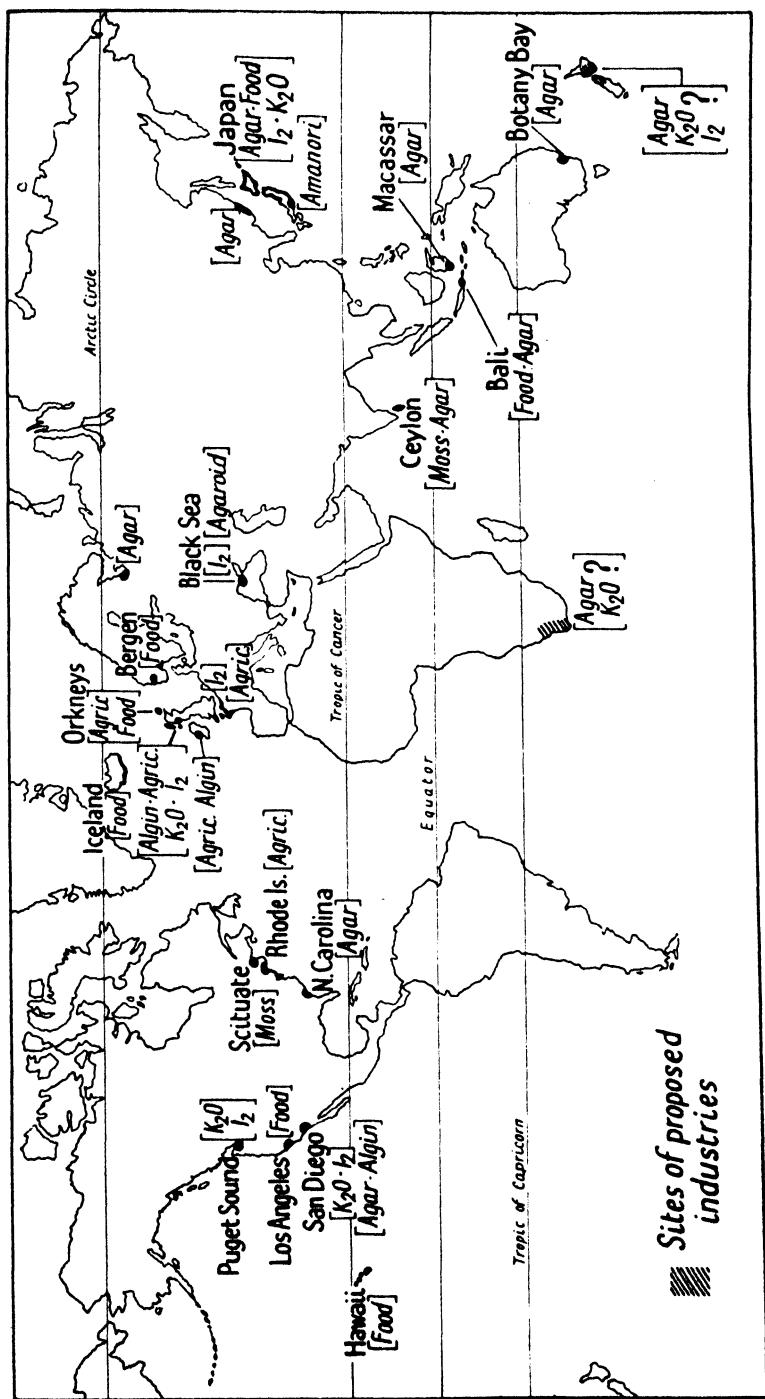 Arctic Circle
Tropic of Cancer
Equator
Tropic of Capricorn
Puget Sound
[K₂O
I₂]
Los Angeles [Food]
San Diego
[K₂O · I₂]
[Agar · Algin]
Hawaii
[Food]
Scituate
[Moss]
Rhode Is. [Agric.]
N. Carolina
[Agar]
Iceland
[Food]
[Algin · Agric.
K₂O · I₂]
[Agric. Algin]
Orkneys
[Agric
Food]
Bergen
[Food]
[I₂
Agric.]
[Agar]
Black Sea
[I₂] [Agaroid]
[Agar
K₂O ?]
Ceylon
[Moss · Agar]
Bali
[Food · Agar]
Macassar
[Agar]
[Agar]
Japan
[Agar · Food
I₂ · K₂O]
[Amanori]
Botany Bay
[Agar]
[Agar
K₂O ?
I₂]
Sites of proposed
industries